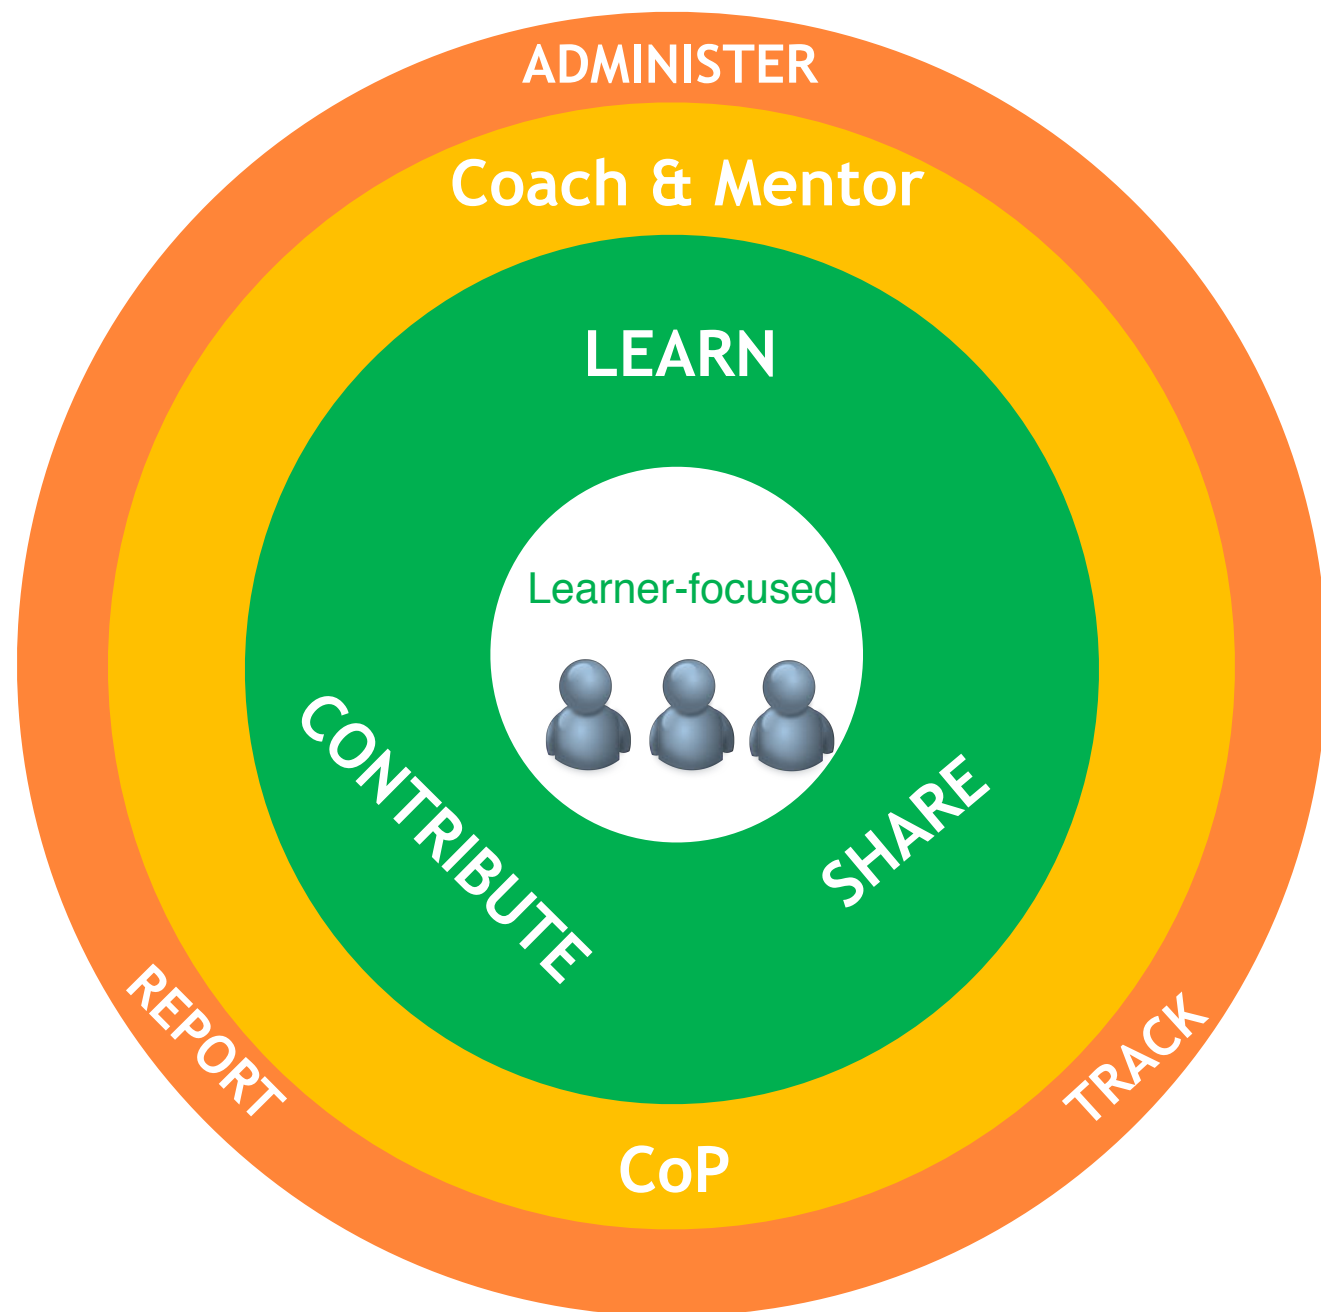 ADMINISTER
Coach & Mentor
LEARN
Learner-focused
CONTRIBUTE
SHARE
REPORT
TRACK
CoP